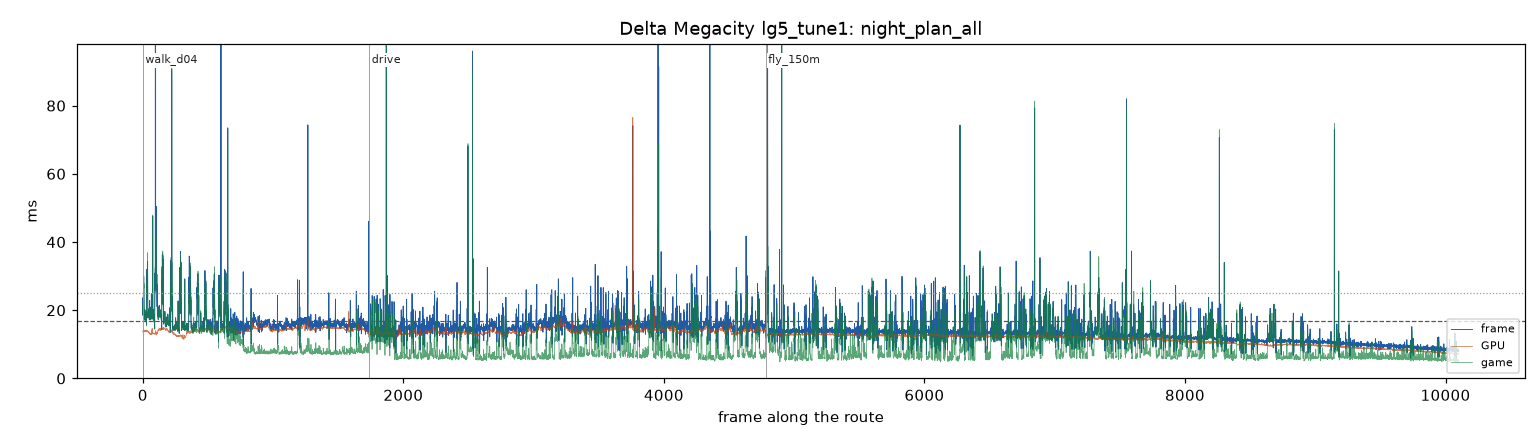 Delta Megacity lg5_tune1: night_plan_all
walk_d04
drive
fly_150m
80
60
40
20
0
ms
frame
GPU
game
0
2000
4000
6000
8000
10000
frame along the route